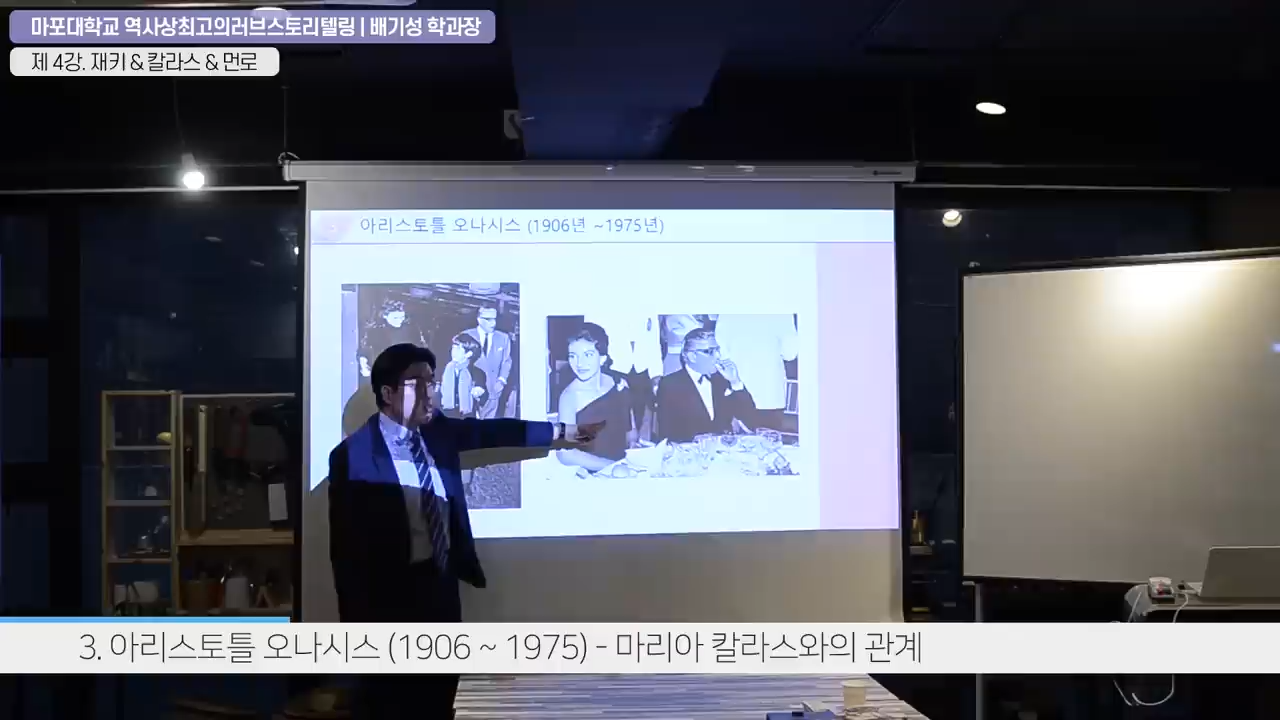 마포대학교 역사상최고의러브스토리텔링 | 배기성 학과장
제 4강. 재키 & 칼라스 & 먼로
아리스토틀 오나시스 (1906년 ~1975년)
3. 아리스토틀 오나시스 (1906 ~ 1975) - 마리아 칼라스와의 관계